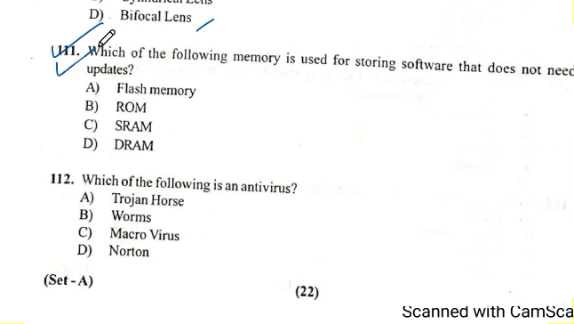 D) Bifocal Lens
111. Which of the following memory is used for storing software that does not need
updates?
A) Flash memory
B) ROM
C) SRAM
D) DRAM
112. Which of the following is an antivirus?
A) Trojan Horse
B) Worms
C) Macro Virus
D) Norton
(Set - A)
(22)
Scanned with CamSca